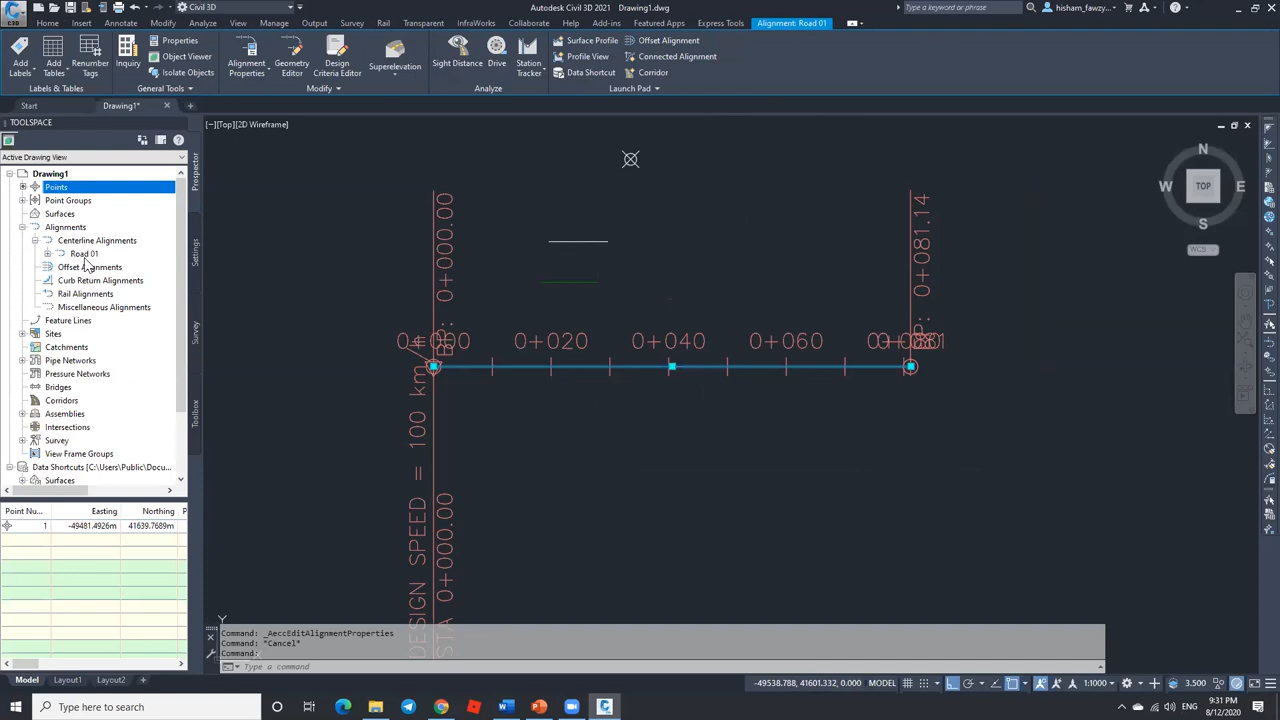 Civil 3D
Autodesk Civil 3D 2021 Drawing1.dwg
Type a keyword or phrase
hisham_fawzy...
Home Insert Annotate Modify Analyze View Manage Output Survey Rail Transparent InfraWorks Collaborate Help Add-ins Featured Apps Express Tools Alignment: Road 01
Add Labels
Add Tables
Renumber Tags
Inquiry
Properties
Object Viewer
Isolate Objects
Alignment Properties
Geometry Editor
Design Criteria Editor
Superelevation
Sight Distance
Drive
Station Tracker
Surface Profile
Profile View
Data Shortcut
Offset Alignment
Connected Alignment
Corridor
Labels & Tables General Tools Modify Analyze Launch Pad
Start Drawing1*
TOOLSPACE
Active Drawing View
Drawing1
Points
Point Groups
Surfaces
Alignments
Centerline Alignments
Road 01
Offset Alignments
Curb Return Alignments
Rail Alignments
Miscellaneous Alignments
Feature Lines
Sites
Catchments
Pipe Networks
Pressure Networks
Bridges
Corridors
Assemblies
Intersections
Survey
View Frame Groups
Data Shortcuts [C:\Users\Public\Docu...
Surfaces
Prospector
Settings
Survey
Toolbox
Point Nu... Easting Northing P
1 -49481.4926m 41639.7689m
[−][Top][2D Wireframe]
N
W TOP E
S
WCS
BP: 0+000.00
0+081.14
0+000 0+020 0+040 0+060
DESIGN SPEED = 100 km
STA 0+000.00
Y
Command: _AeccEditAlignmentProperties
Command: *Cancel*
Command:
Type a command
Model Layout1 Layout2
-49538.788, 41601.332, 0.000 MODEL 1:1000 3.500
Type here to search
ENG
9:31 PM
8/12/2020